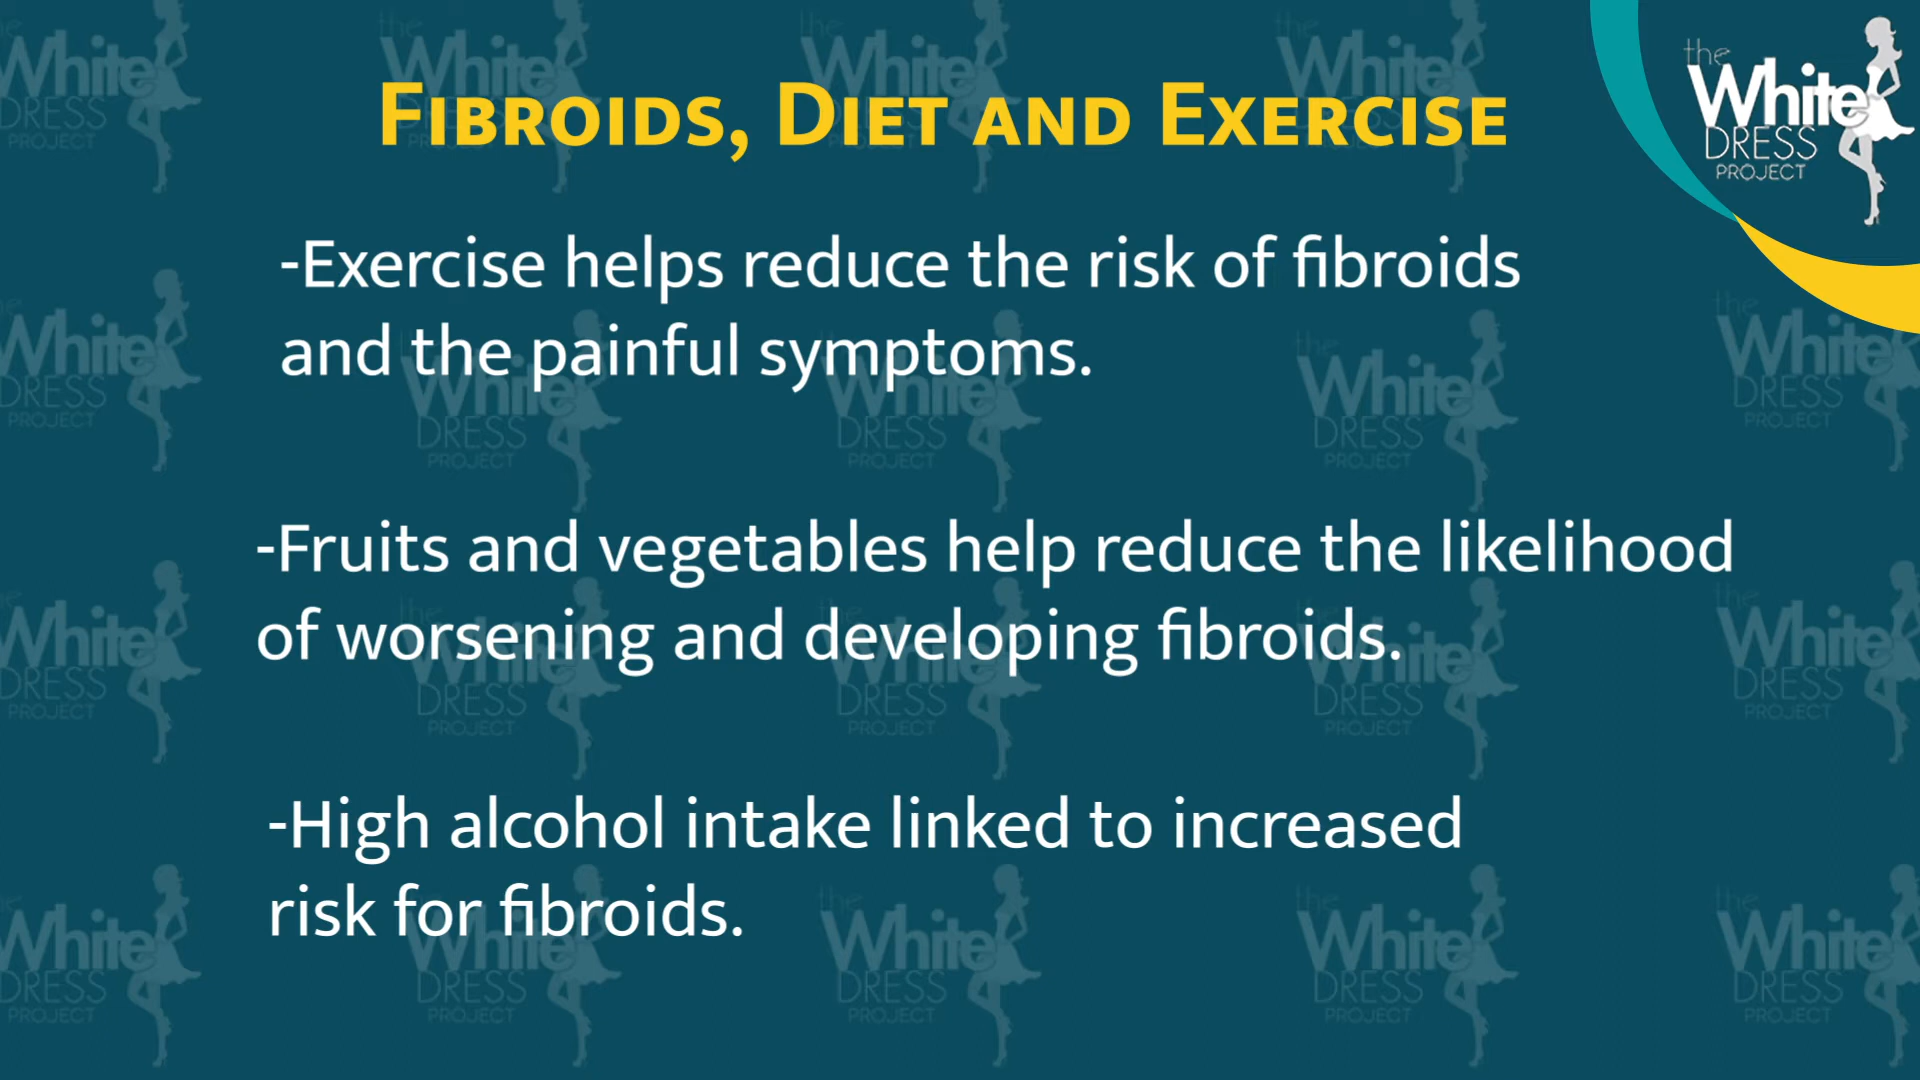 Fibroids, Diet and Exercise
the
White
DRESS
PROJECT
-Exercise helps reduce the risk of fibroids
and the painful symptoms.
-Fruits and vegetables help reduce the likelihood
of worsening and developing fibroids.
-High alcohol intake linked to increased
risk for fibroids.